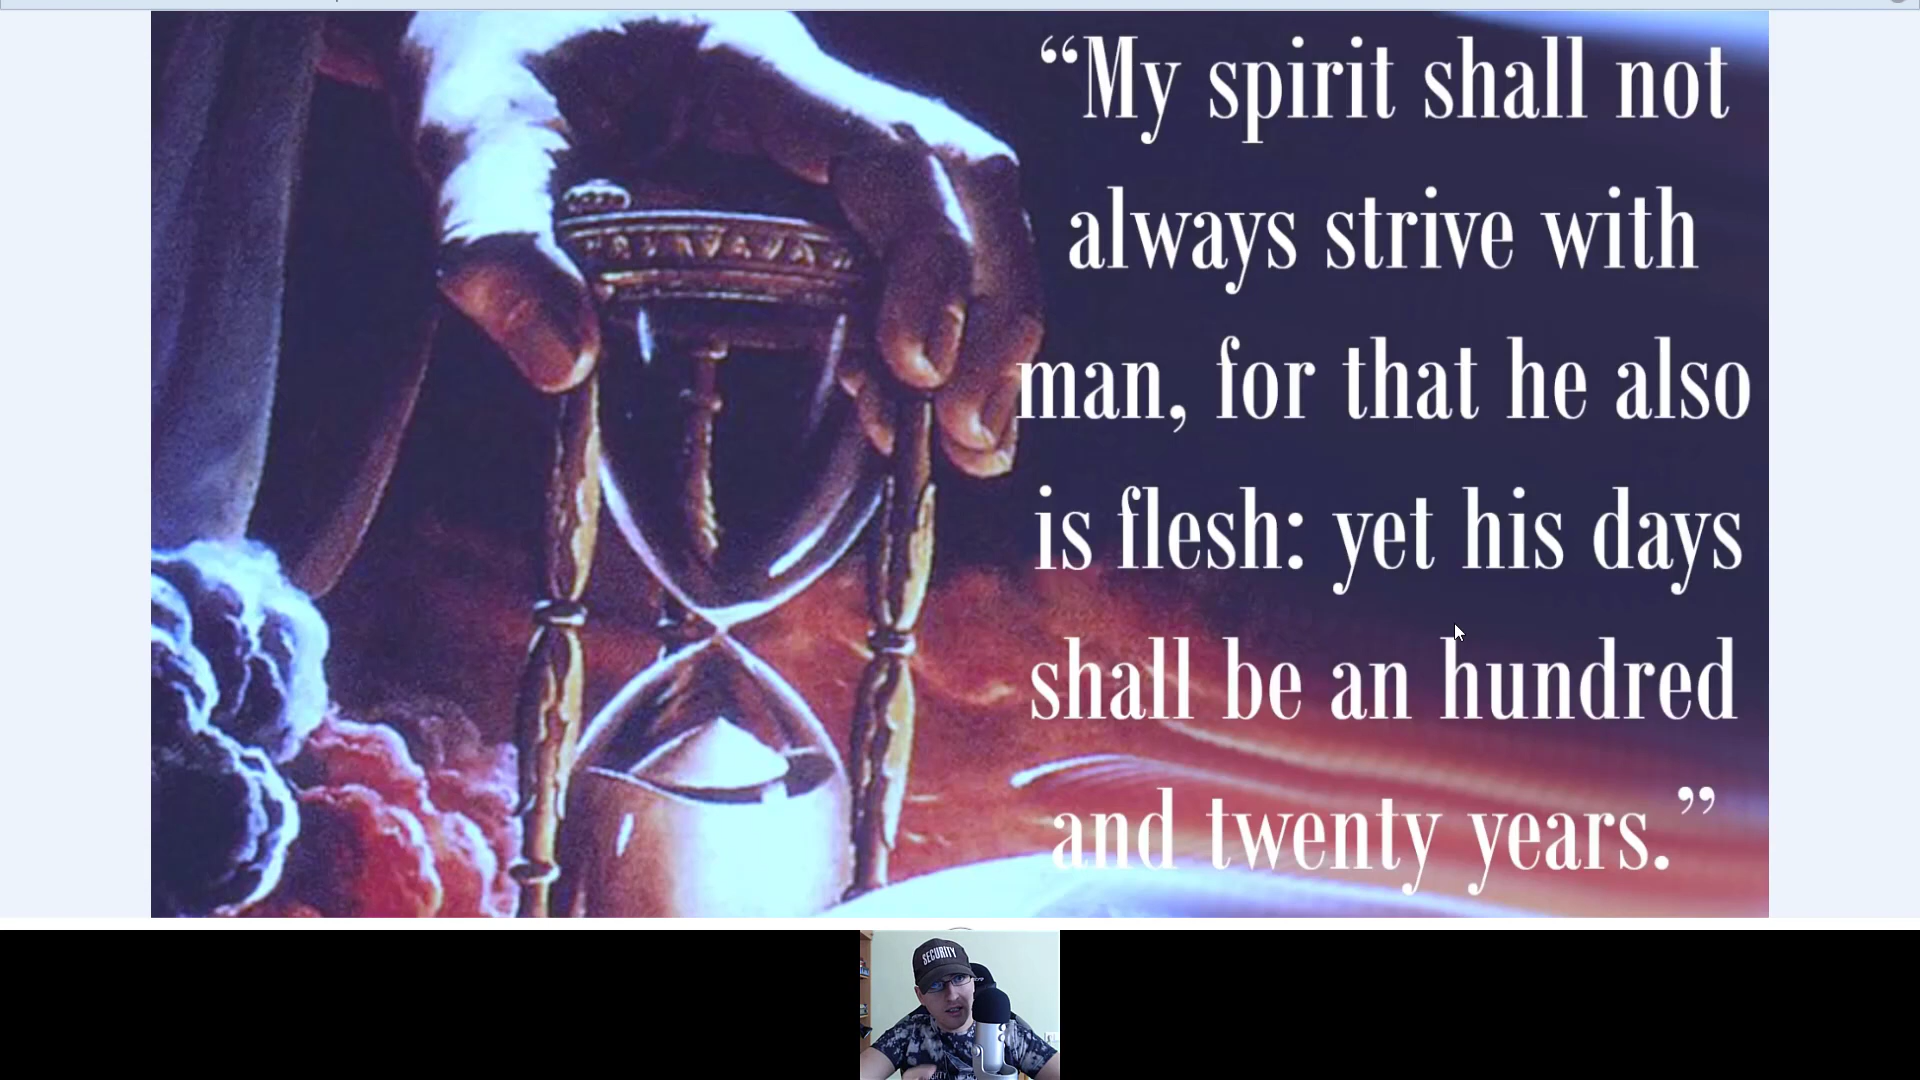 “My spirit shall not
always strive with
man, for that he also
is flesh: yet his days
shall be an hundred
and twenty years.”
SECURITY